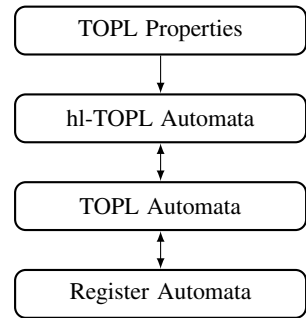 TOPL Properties
hl-TOPL Automata
TOPL Automata
Register Automata